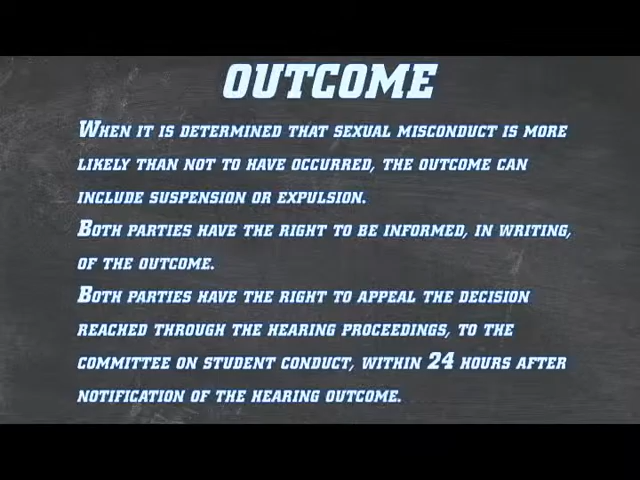 OUTCOME
WHEN IT IS DETERMINED THAT SEXUAL MISCONDUCT IS MORE
LIKELY THAN NOT TO HAVE OCCURRED, THE OUTCOME CAN
INCLUDE SUSPENSION OR EXPULSION.
BOTH PARTIES HAVE THE RIGHT TO BE INFORMED, IN WRITING,
OF THE OUTCOME.
BOTH PARTIES HAVE THE RIGHT TO APPEAL THE DECISION
REACHED THROUGH THE HEARING PROCEEDINGS, TO THE
COMMITTEE ON STUDENT CONDUCT, WITHIN 24 HOURS AFTER
NOTIFICATION OF THE HEARING OUTCOME.